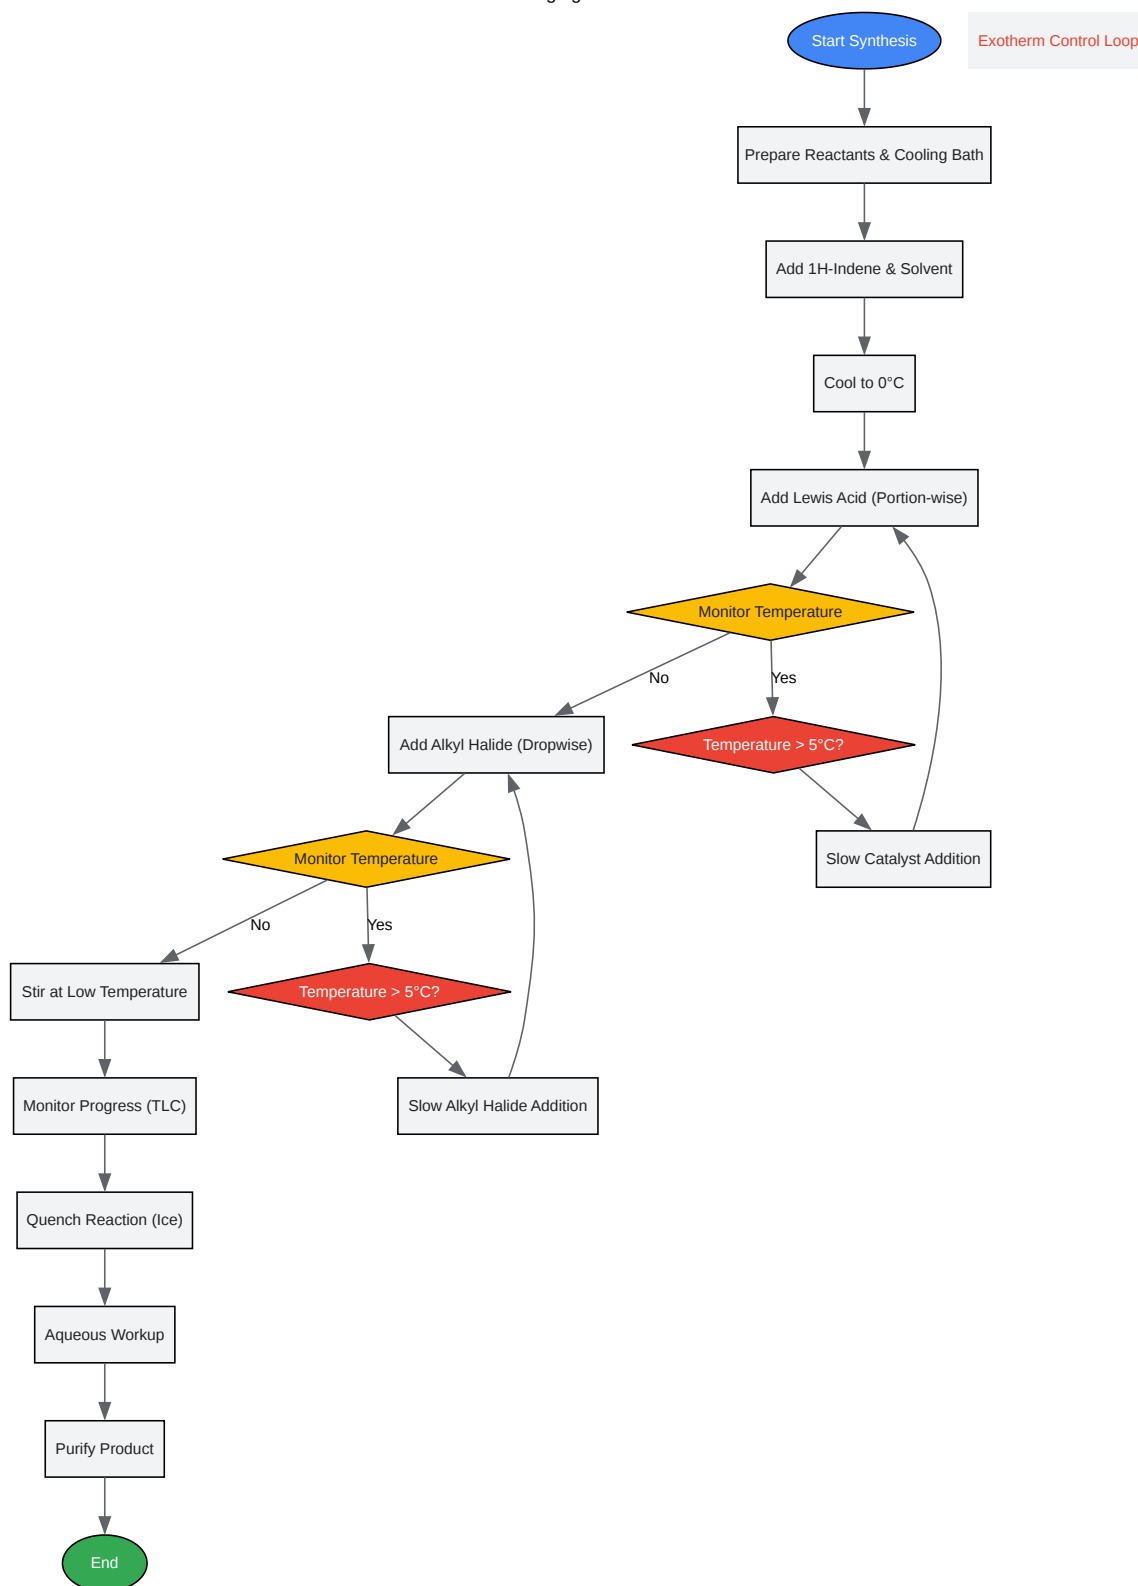 Start Synthesis
Exotherm Control Loop
Prepare Reactants & Cooling Bath
Add 1H-Indene & Solvent
Cool to 0°C
Add Lewis Acid (Portion-wise)
Monitor Temperature
No
Yes
Add Alkyl Halide (Dropwise)
Temperature > 5°C?
Monitor Temperature
Slow Catalyst Addition
No
Yes
Stir at Low Temperature
Temperature > 5°C?
Monitor Progress (TLC)
Slow Alkyl Halide Addition
Quench Reaction (Ice)
Aqueous Workup
Purify Product
End